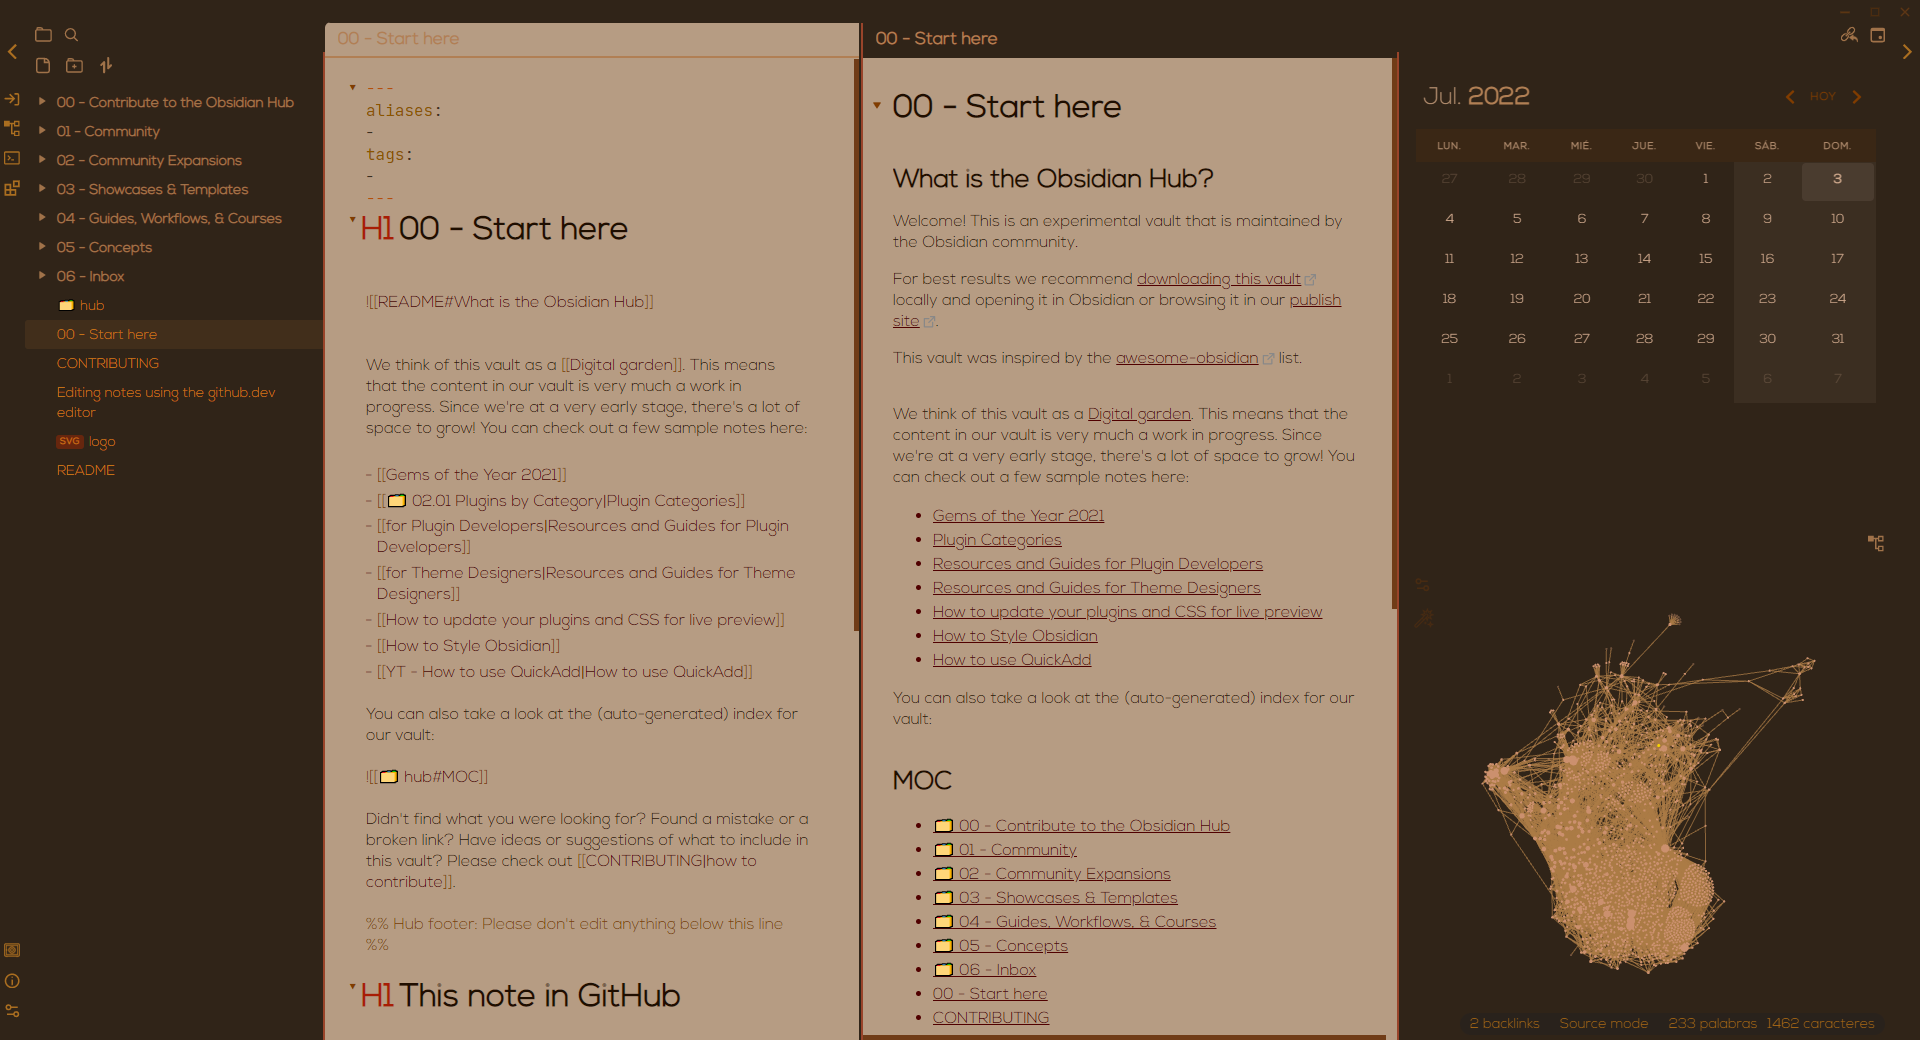 00 - Contribute to the Obsidian Hub
01 - Community
02 - Community Expansions
03 - Showcases & Templates
04 - Guides, Workflows, & Courses
05 - Concepts
06 - Inbox
hub
00 - Start here
CONTRIBUTING
Editing notes using the github.dev
editor
SVG logo
README
00 - Start here
---
aliases:
-
tags:
-
---
H1 00 - Start here
![[README#What is the Obsidian Hub]]
We think of this vault as a [[Digital garden]]. This means
that the content in our vault is very much a work in
progress. Since we're at a very early stage, there's a lot of
space to grow! You can check out a few sample notes here:
- [[Gems of the Year 2021]]
- [[🗂️ 02.01 Plugins by Category|Plugin Categories]]
- [[for Plugin Developers|Resources and Guides for Plugin
Developers]]
- [[for Theme Designers|Resources and Guides for Theme
Designers]]
- [[How to update your plugins and CSS for live preview]]
- [[How to Style Obsidian]]
- [[YT - How to use QuickAdd|How to use QuickAdd]]
You can also take a look at the (auto-generated) index for
our vault:
![[🗂️ hub#MOC]]
Didn't find what you were looking for? Found a mistake or a
broken link? Have ideas or suggestions of what to include in
this vault? Please check out [[CONTRIBUTING|how to
contribute]].
%% Hub footer: Please don't edit anything below this line
%%
H1 This note in GitHub
00 - Start here
00 - Start here
What is the Obsidian Hub?
Welcome! This is an experimental vault that is maintained by
the Obsidian community.
For best results we recommend downloading this vault
locally and opening it in Obsidian or browsing it in our publish
site.
This vault was inspired by the awesome-obsidian list.
We think of this vault as a Digital garden. This means that the
content in our vault is very much a work in progress. Since
we're at a very early stage, there's a lot of space to grow! You
can check out a few sample notes here:
• Gems of the Year 2021
• Plugin Categories
• Resources and Guides for Plugin Developers
• Resources and Guides for Theme Designers
• How to update your plugins and CSS for live preview
• How to Style Obsidian
• How to use QuickAdd
You can also take a look at the (auto-generated) index for our
vault:
MOC
• 🗂️ 00 - Contribute to the Obsidian Hub
• 🗂️ 01 - Community
• 🗂️ 02 - Community Expansions
• 🗂️ 03 - Showcases & Templates
• 🗂️ 04 - Guides, Workflows, & Courses
• 🗂️ 05 - Concepts
• 🗂️ 06 - Inbox
• 00 - Start here
• CONTRIBUTING
Jul. 2022
HOY
LUN. MAR. MIÉ. JUE. VIE. SÁB. DOM.
27 28 29 30 1 2 3
4 5 6 7 8 9 10
11 12 13 14 15 16 17
18 19 20 21 22 23 24
25 26 27 28 29 30 31
1 2 3 4 5 6 7
2 backlinks Source mode 233 palabras 1462 caracteres